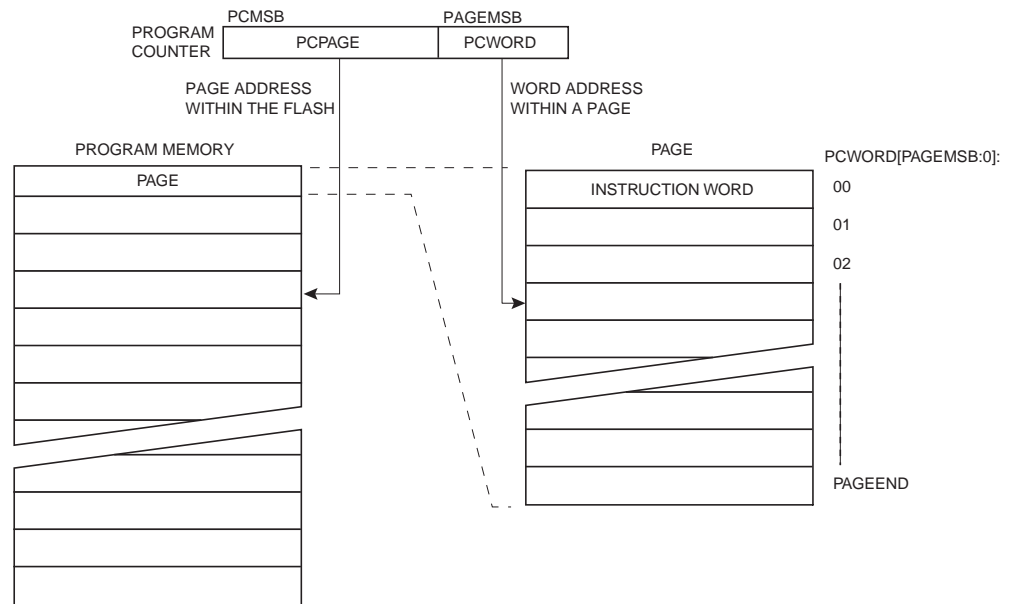 PCMSB
PAGEMSB
PROGRAM
COUNTER
PCPAGE
PCWORD
PAGE ADDRESS
WITHIN THE FLASH
WORD ADDRESS
WITHIN A PAGE
PROGRAM MEMORY
PAGE
PAGE
PCWORD[PAGEMSB:0]:
INSTRUCTION WORD
00
01
02
PAGEEND